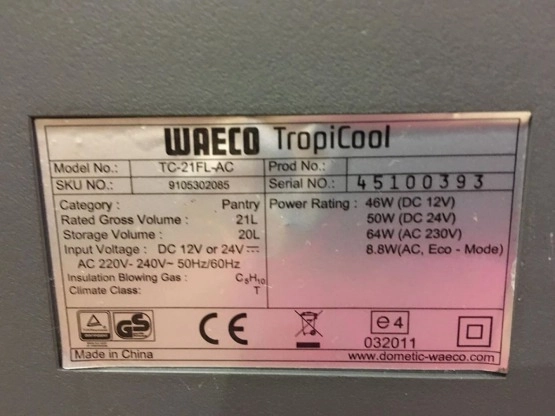 WAECO TropiCool
Model No.: TC-21FL-AC Prod No.:
SKU NO.: 9105302085 Serial NO.: 45100393
Category : Pantry
Rated Gross Volume : 21L
Storage Volume : 20L
Input Voltage : DC 12V or 24V⎓
AC 220V- 240V~ 50Hz/60Hz
Insulation Blowing Gas : C₅H₁₀
Climate Class: T
Power Rating : 46W (DC 12V)
50W (DC 24V)
64W (AC 230V)
8.8W(AC, Eco - Mode)
GS
CE
e4
032011
Made in China
www.dometic-waeco.com